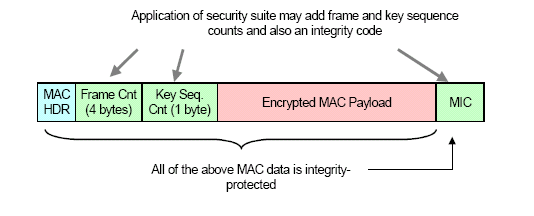 Application of security suite may add frame and key sequence
counts and also an integrity code
MAC
HDR
Frame Cnt
(4 bytes)
Key Seq.
Cnt (1 byte)
Encrypted MAC Payload
MIC
All of the above MAC data is integrity-
protected